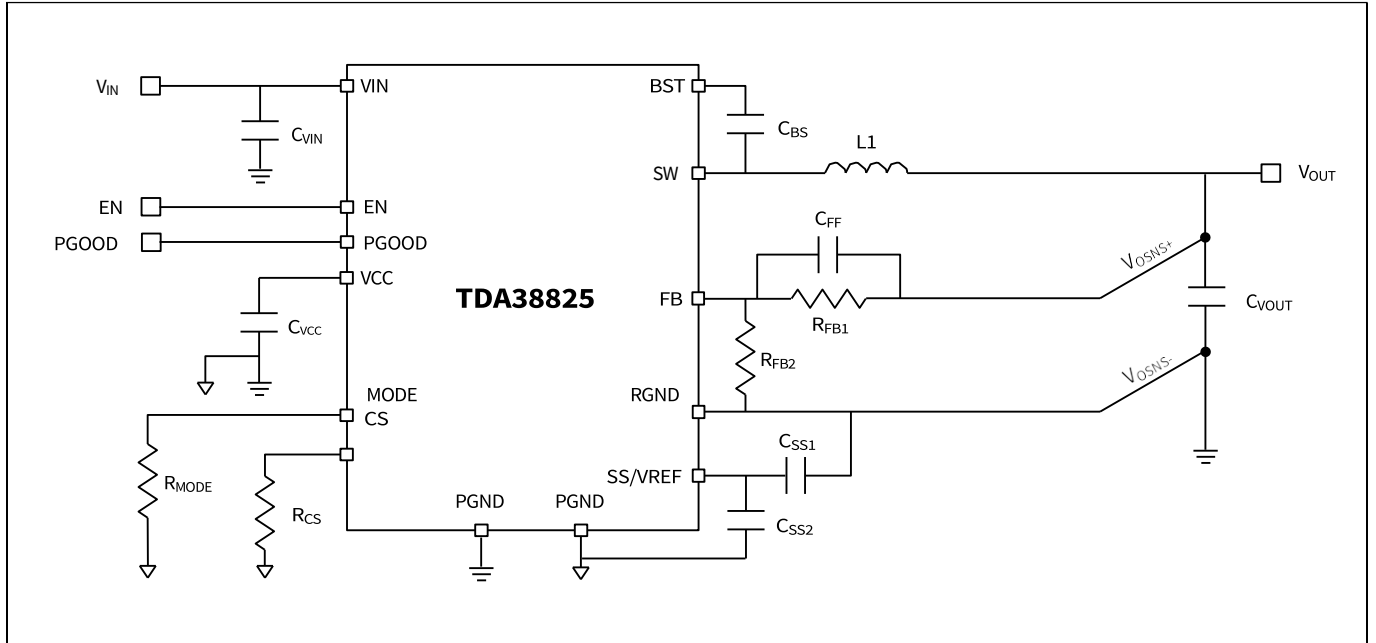 VIN
VIN
CVIN
BST
CBS
L1
SW
VOUT
EN
EN
PGOOD
PGOOD
VCC
CVCC
TDA38825
CFF
FB
RFB1
VOSNS+
CVOUT
RFB2
VOSNS-
MODE
CS
RGND
CSS1
SS/VREF
RMODE
RCS
PGND
PGND
CSS2